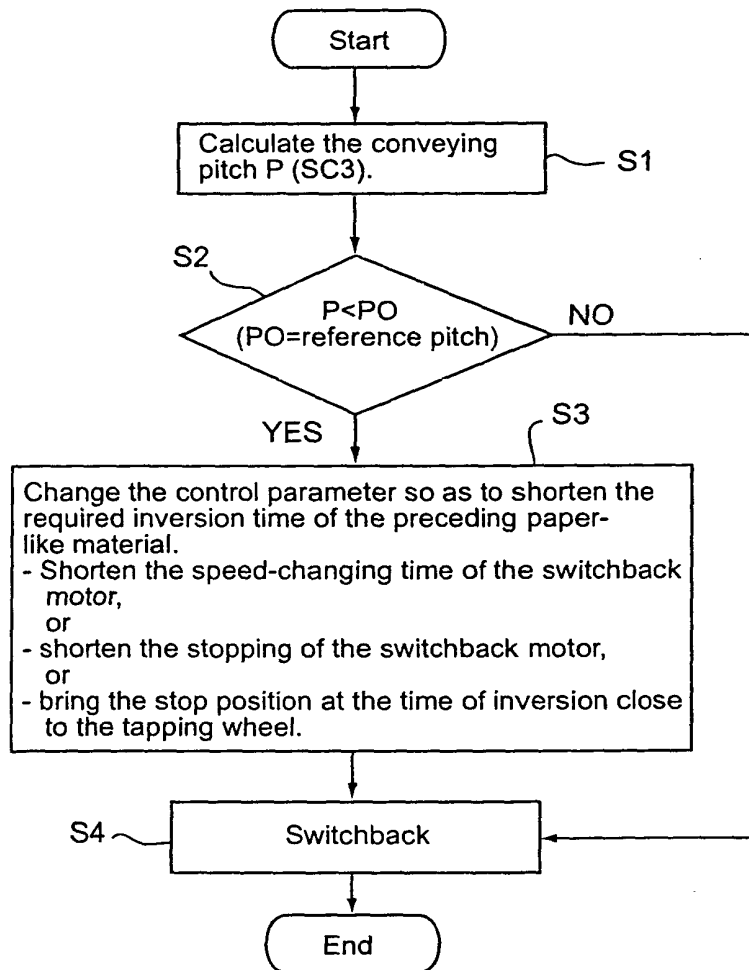 Start
Calculate the conveying
pitch P (SC3).
S1
S2
P<PO
(PO=reference pitch)
NO
YES
S3
Change the control parameter so as to shorten the
required inversion time of the preceding paper-
like material.
- Shorten the speed-changing time of the switchback
motor,
or
- shorten the stopping of the switchback motor,
or
- bring the stop position at the time of inversion close
to the tapping wheel.
S4
Switchback
End